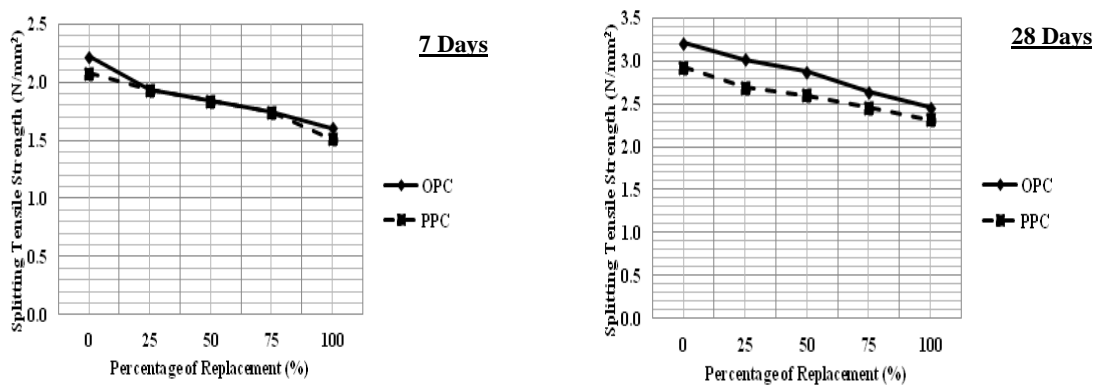 7 Days
Splitting Tensile Strength (N/mm²)
2.5
2.0
1.5
1.0
0.5
0.0
0 25 50 75 100
Percentage of Replacement (%)
OPC
PPC
28 Days
Splitting Tensile Strength (N/mm²)
3.5
3.0
2.5
2.0
1.5
1.0
0.5
0.0
0 25 50 75 100
Percentage of Replacement (%)
OPC
PPC